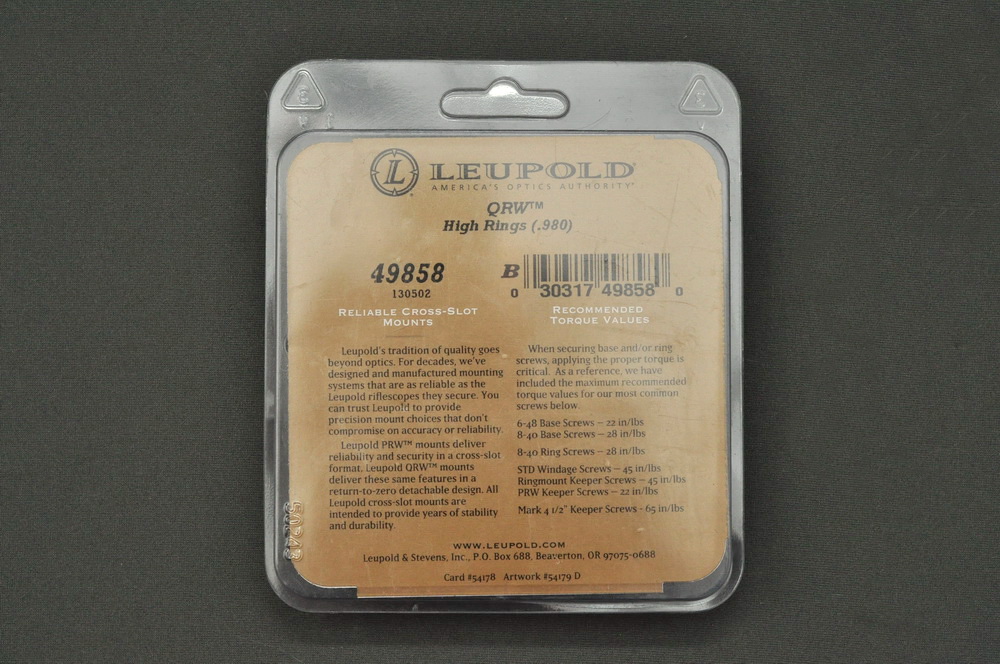 L LEUPOLD®
AMERICA'S OPTICS AUTHORITY®
QRW™
High Rings (.980)
49858
130502
B
0 30317 49858 0
RELIABLE CROSS-SLOT
MOUNTS
Leupold's tradition of quality goes
beyond optics. For decades, we've
designed and manufactured mounting
systems that are as reliable as the
Leupold riflescopes they secure. You
can trust Leupold to provide
precision mount choices that don't
compromise on accuracy or reliability.
Leupold PRW™ mounts deliver
reliability and security in a cross-slot
format. Leupold QRW™ mounts
deliver these same features in a
return-to-zero detachable design. All
Leupold cross-slot mounts are
intended to provide years of stability
and durability.
RECOMMENDED
TORQUE VALUES
When securing base and/or ring
screws, applying the proper torque is
critical. As a reference, we have
included the maximum recommended
torque values for our most common
screws below.
6-48 Base Screws – 22 in/lbs
8-40 Base Screws – 28 in/lbs
8-40 Ring Screws – 28 in/lbs
STD Windage Screws – 45 in/lbs
Ringmount Keeper Screws – 45 in/lbs
PRW Keeper Screws – 22 in/lbs
Mark 4 1/2" Keeper Screws - 65 in/lbs
WWW.LEUPOLD.COM
Leupold & Stevens, Inc., P.O. Box 688, Beaverton, OR 97075-0688
Card #54178 Artwork #54179 D